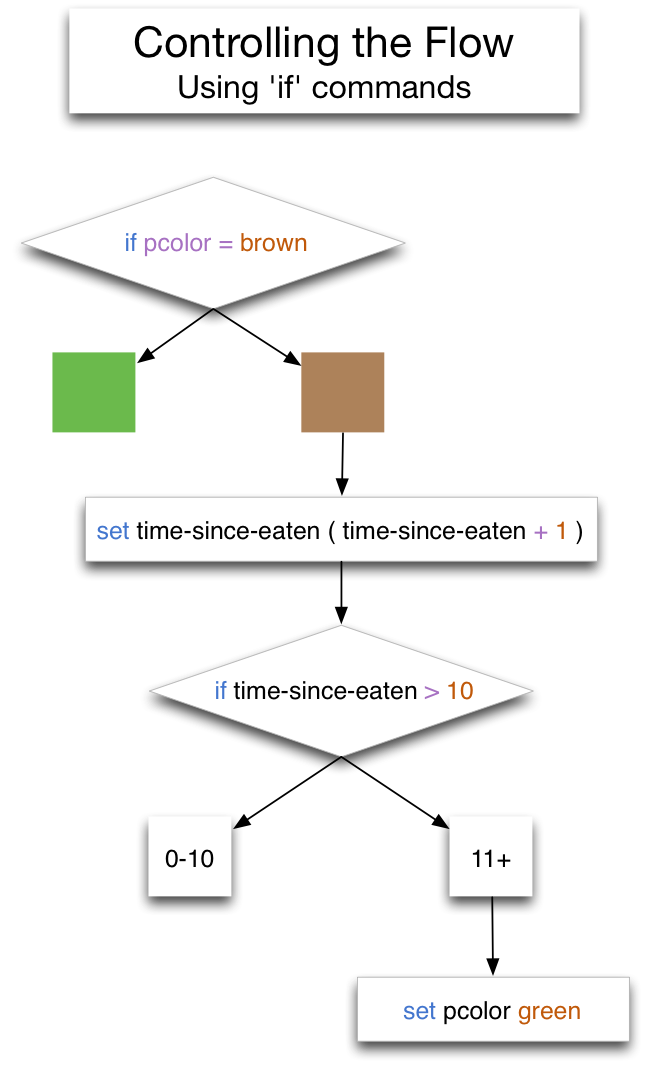 Controlling the Flow
Using 'if' commands
if pcolor = brown
set time-since-eaten ( time-since-eaten + 1 )
if time-since-eaten > 10
0-10
11+
set pcolor green